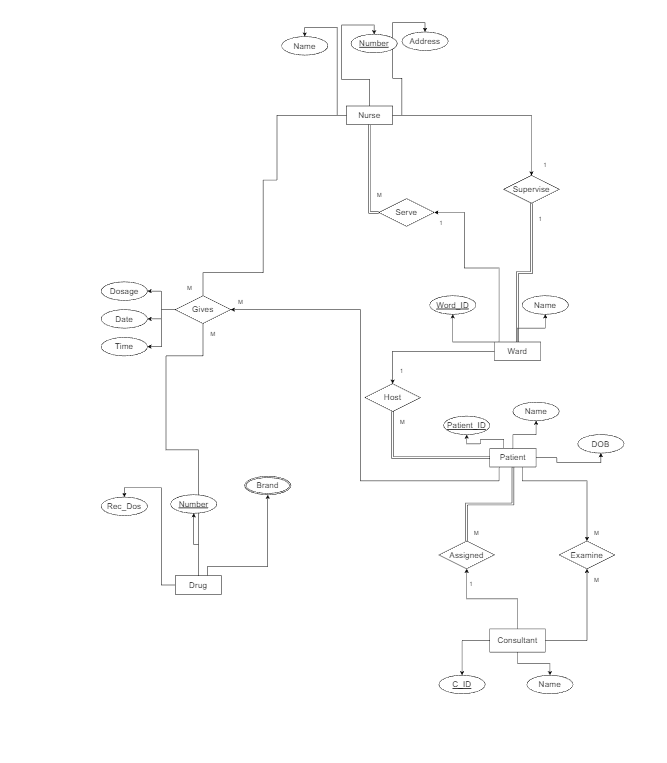 Name
Number
Address
Nurse
1
Supervise
M
Serve
1
1
Dosage
M
M
Gives
Word_ID
Name
Date
M
Time
Ward
1
Host
M
Name
Patient_ID
DOB
Patient
Brand
Rec_Dos
Number
M
M
Assigned
Examine
1
M
Drug
Consultant
C_ID
Name